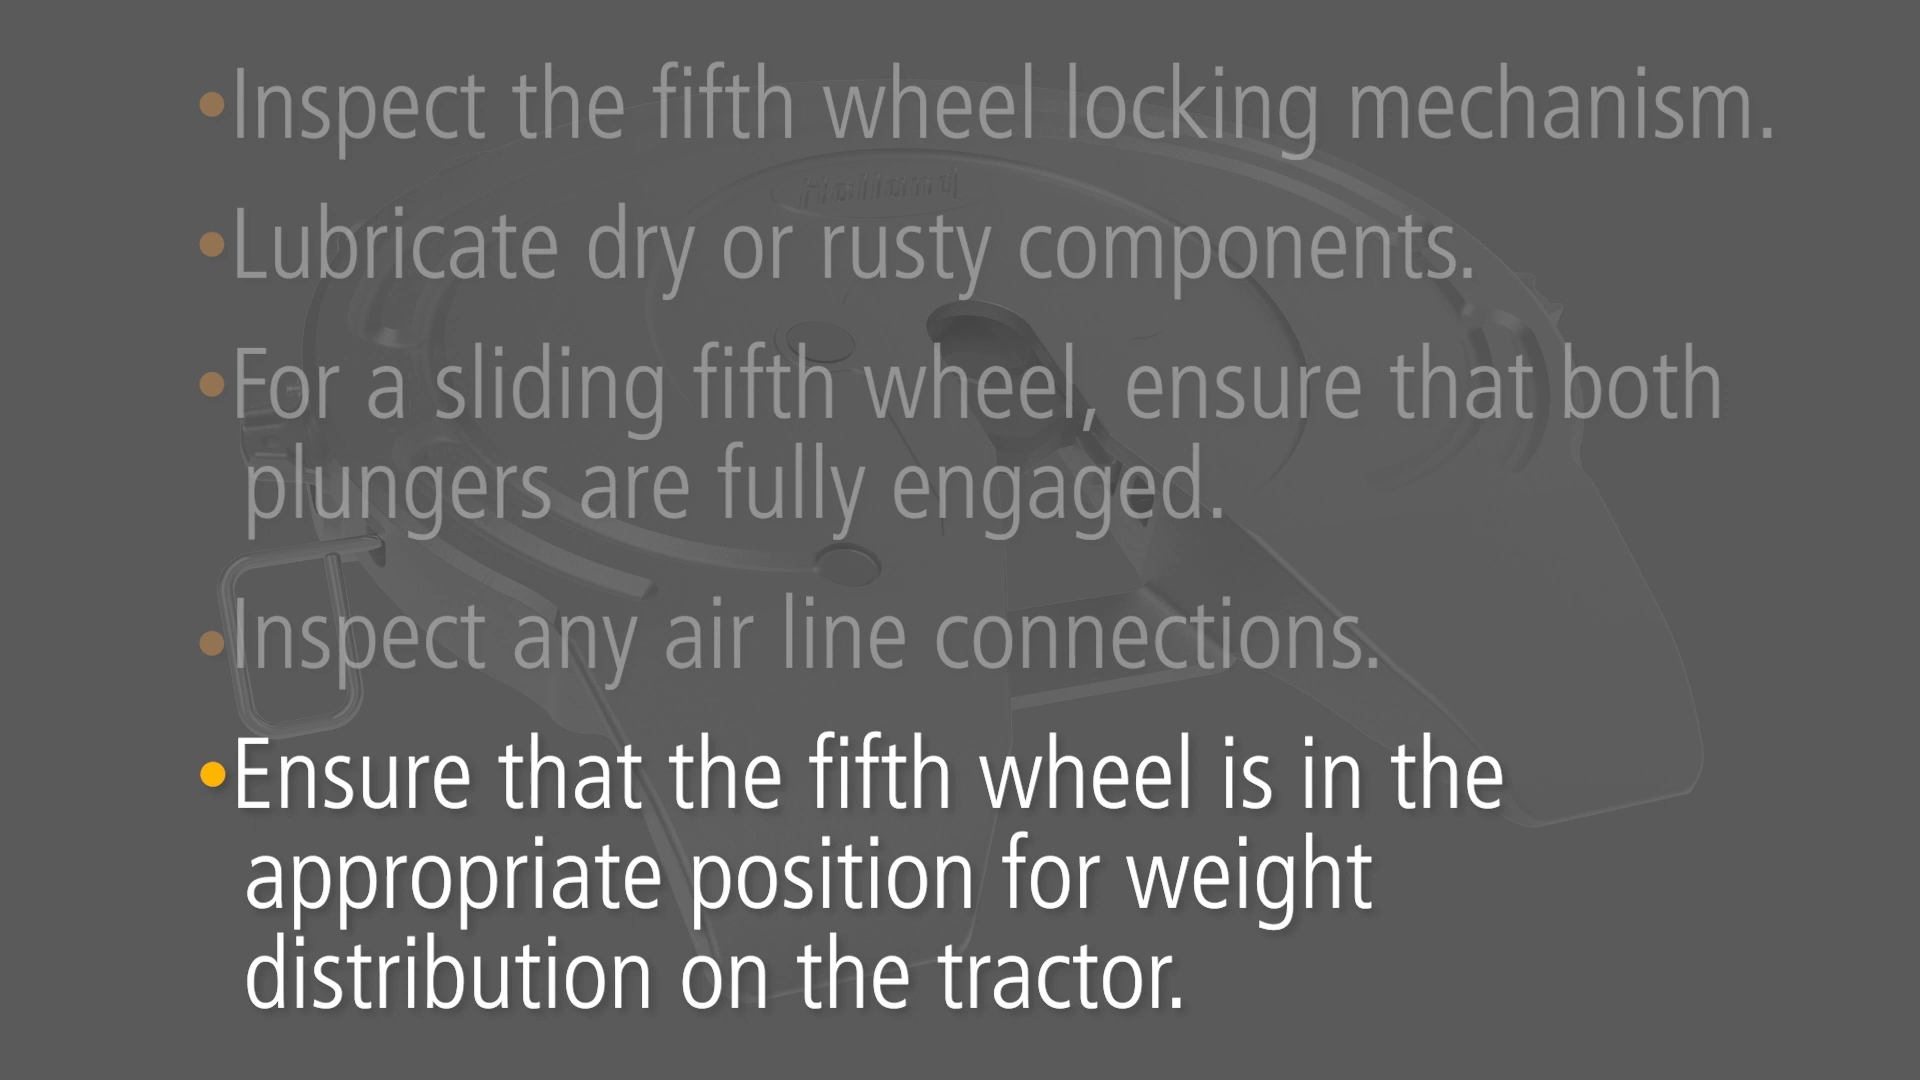 •Inspect the fifth wheel locking mechanism.
Holland
•Lubricate dry or rusty components.
•For a sliding fifth wheel, ensure that both
plungers are fully engaged.
•Inspect any air line connections.
•Ensure that the fifth wheel is in the
appropriate position for weight
distribution on the tractor.